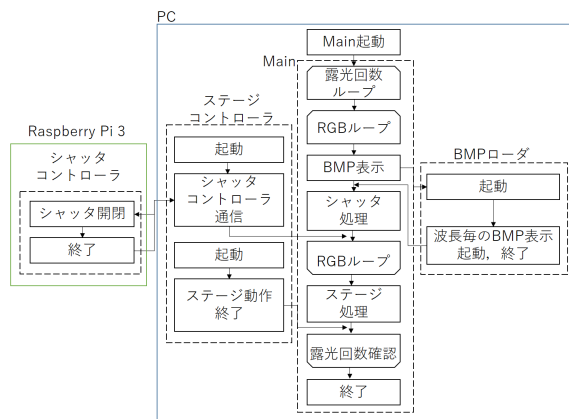 PC
Main起動
Main
露光回数
ループ
RGBループ
BMP表示
シャッタ
処理
RGBループ
ステージ
処理
露光回数確認
終了
ステージ
コントローラ
起動
シャッタ
コントローラ
通信
起動
ステージ動作
終了
Raspberry Pi 3
シャッタ
コントローラ
シャッタ開閉
終了
BMPローダ
起動
波長毎のBMP表示
起動，終了